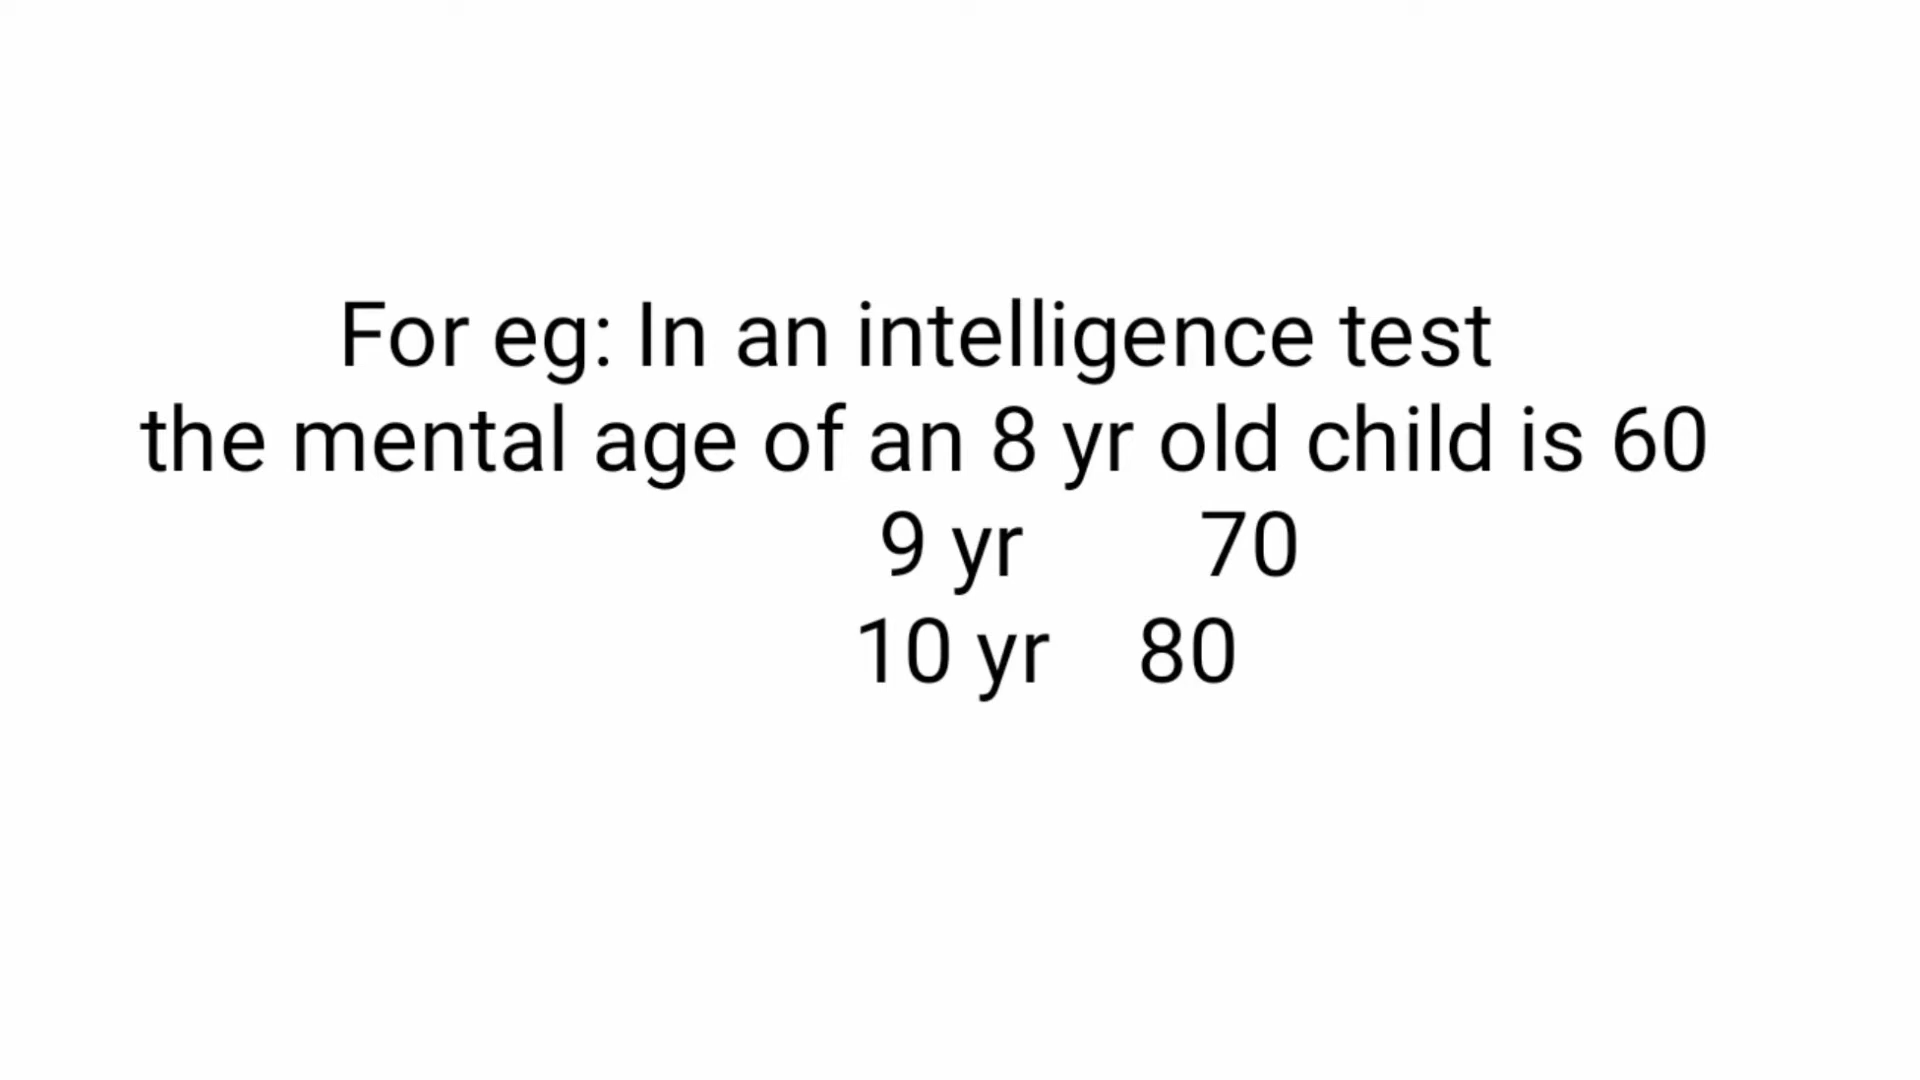 For eg: In an intelligence test
the mental age of an 8 yr old child is 60
9 yr 70
10 yr 80